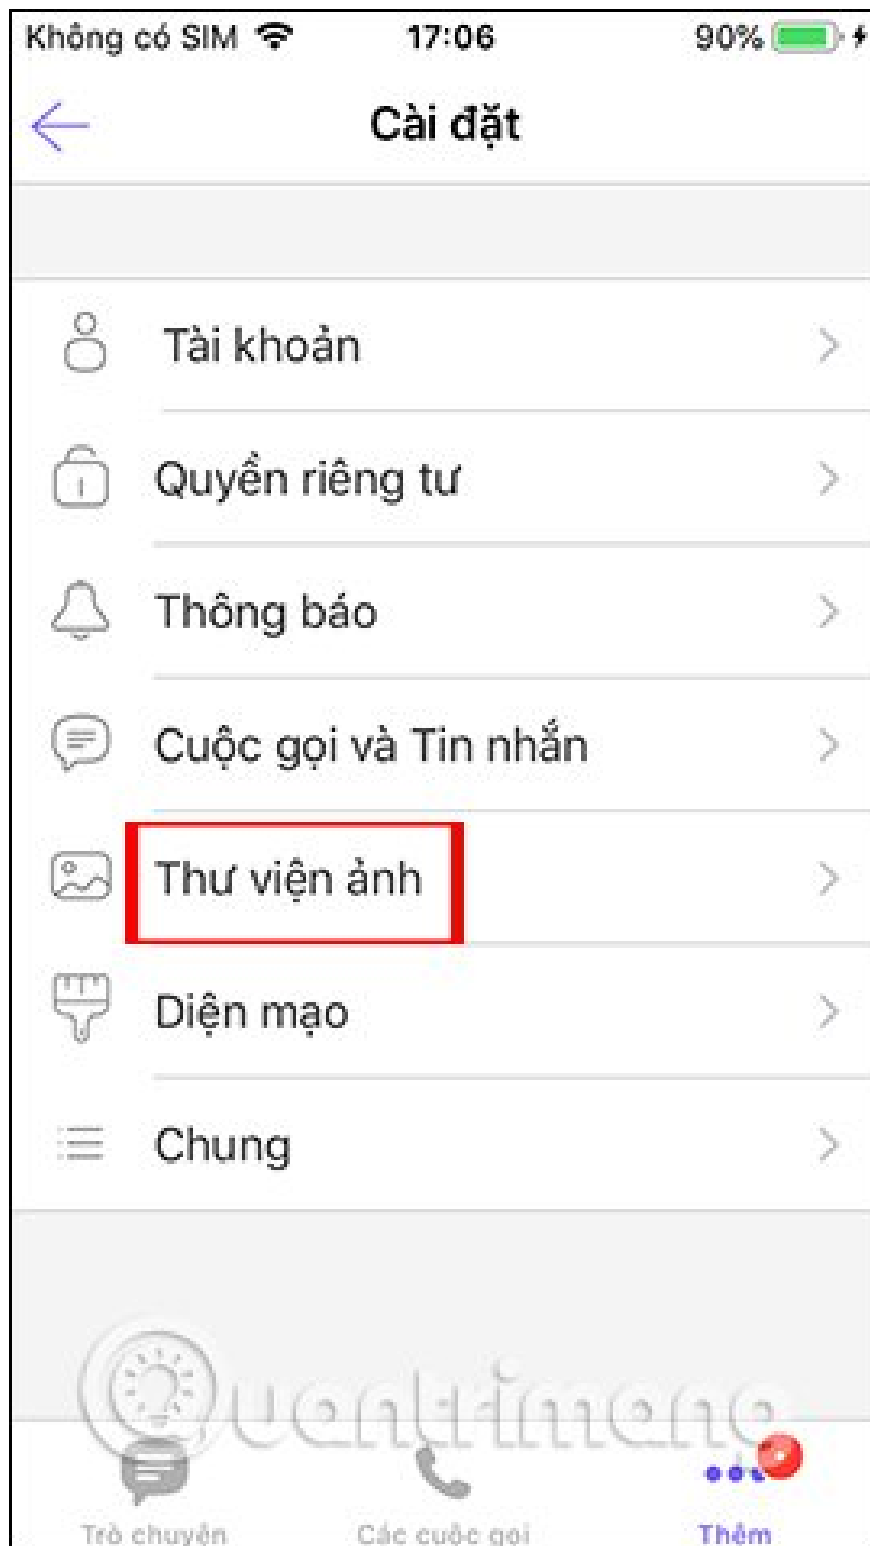 Không có SIM 17:06 90%
Cài đặt
Tài khoản
Quyền riêng tư
Thông báo
Cuộc gọi và Tin nhắn
Thư viện ảnh
Diện mạo
Chung
Quantrimang
Trò chuyện Các cuộc gọi Thêm